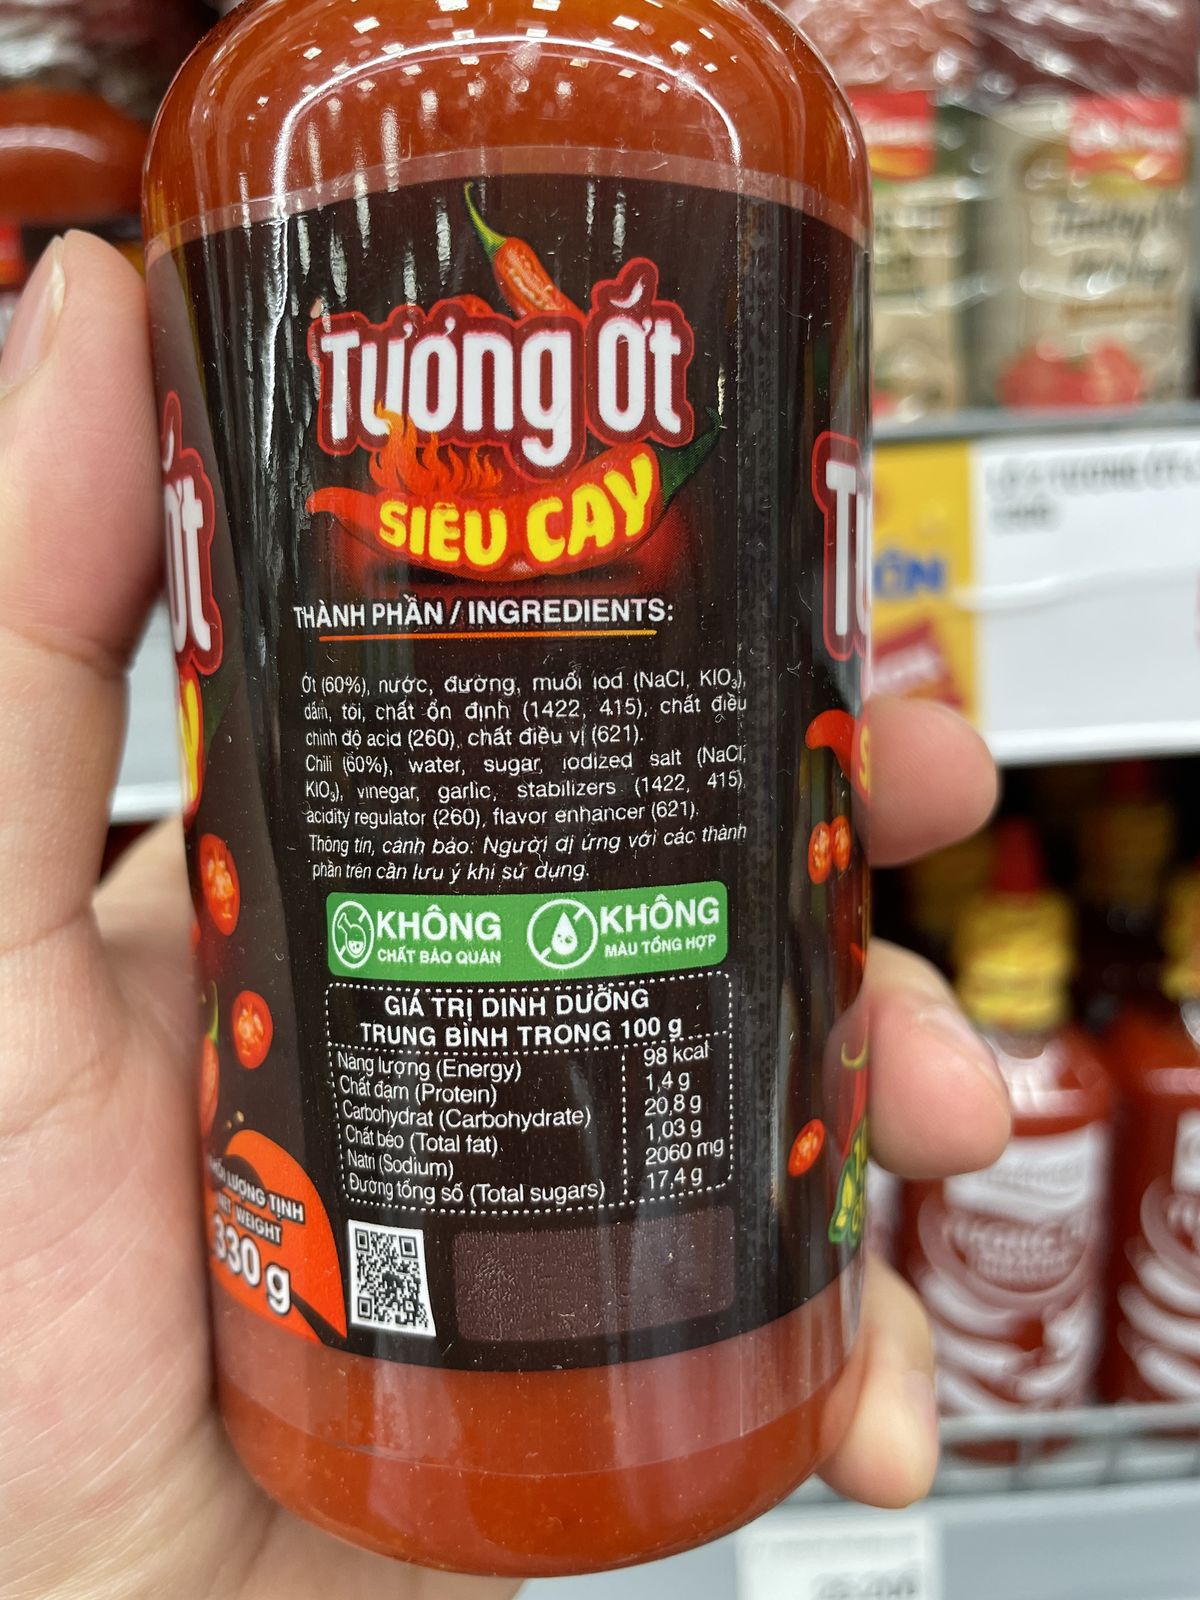 Tương Ớt
SIÊU CAY
THÀNH PHẦN / INGREDIENTS:
Ớt (60%), nước, đường, muối iod (NaCl, KIO₃),
dấm, tỏi, chất ổn định (1422, 415), chất điều
chỉnh độ acid (260), chất điều vị (621).
Chili (60%), water, sugar, iodized salt (NaCl,
KIO₃), vinegar, garlic, stabilizers (1422, 415),
acidity regulator (260), flavor enhancer (621).
Thông tin, cảnh báo: Người dị ứng với các thành
phần trên cần lưu ý khi sử dụng.
KHÔNG
CHẤT BẢO QUẢN
KHÔNG
MÀU TỔNG HỢP
GIÁ TRỊ DINH DƯỠNG
TRUNG BÌNH TRONG 100 g
Năng lượng (Energy) 98 kcal
Chất đạm (Protein) 1,4 g
Carbohydrat (Carbohydrate) 20,8 g
Chất béo (Total fat) 1,03 g
Natri (Sodium) 2060 mg
Đường tổng số (Total sugars) 17,4 g
KHỐI LƯỢNG TỊNH
NET WEIGHT
330 g